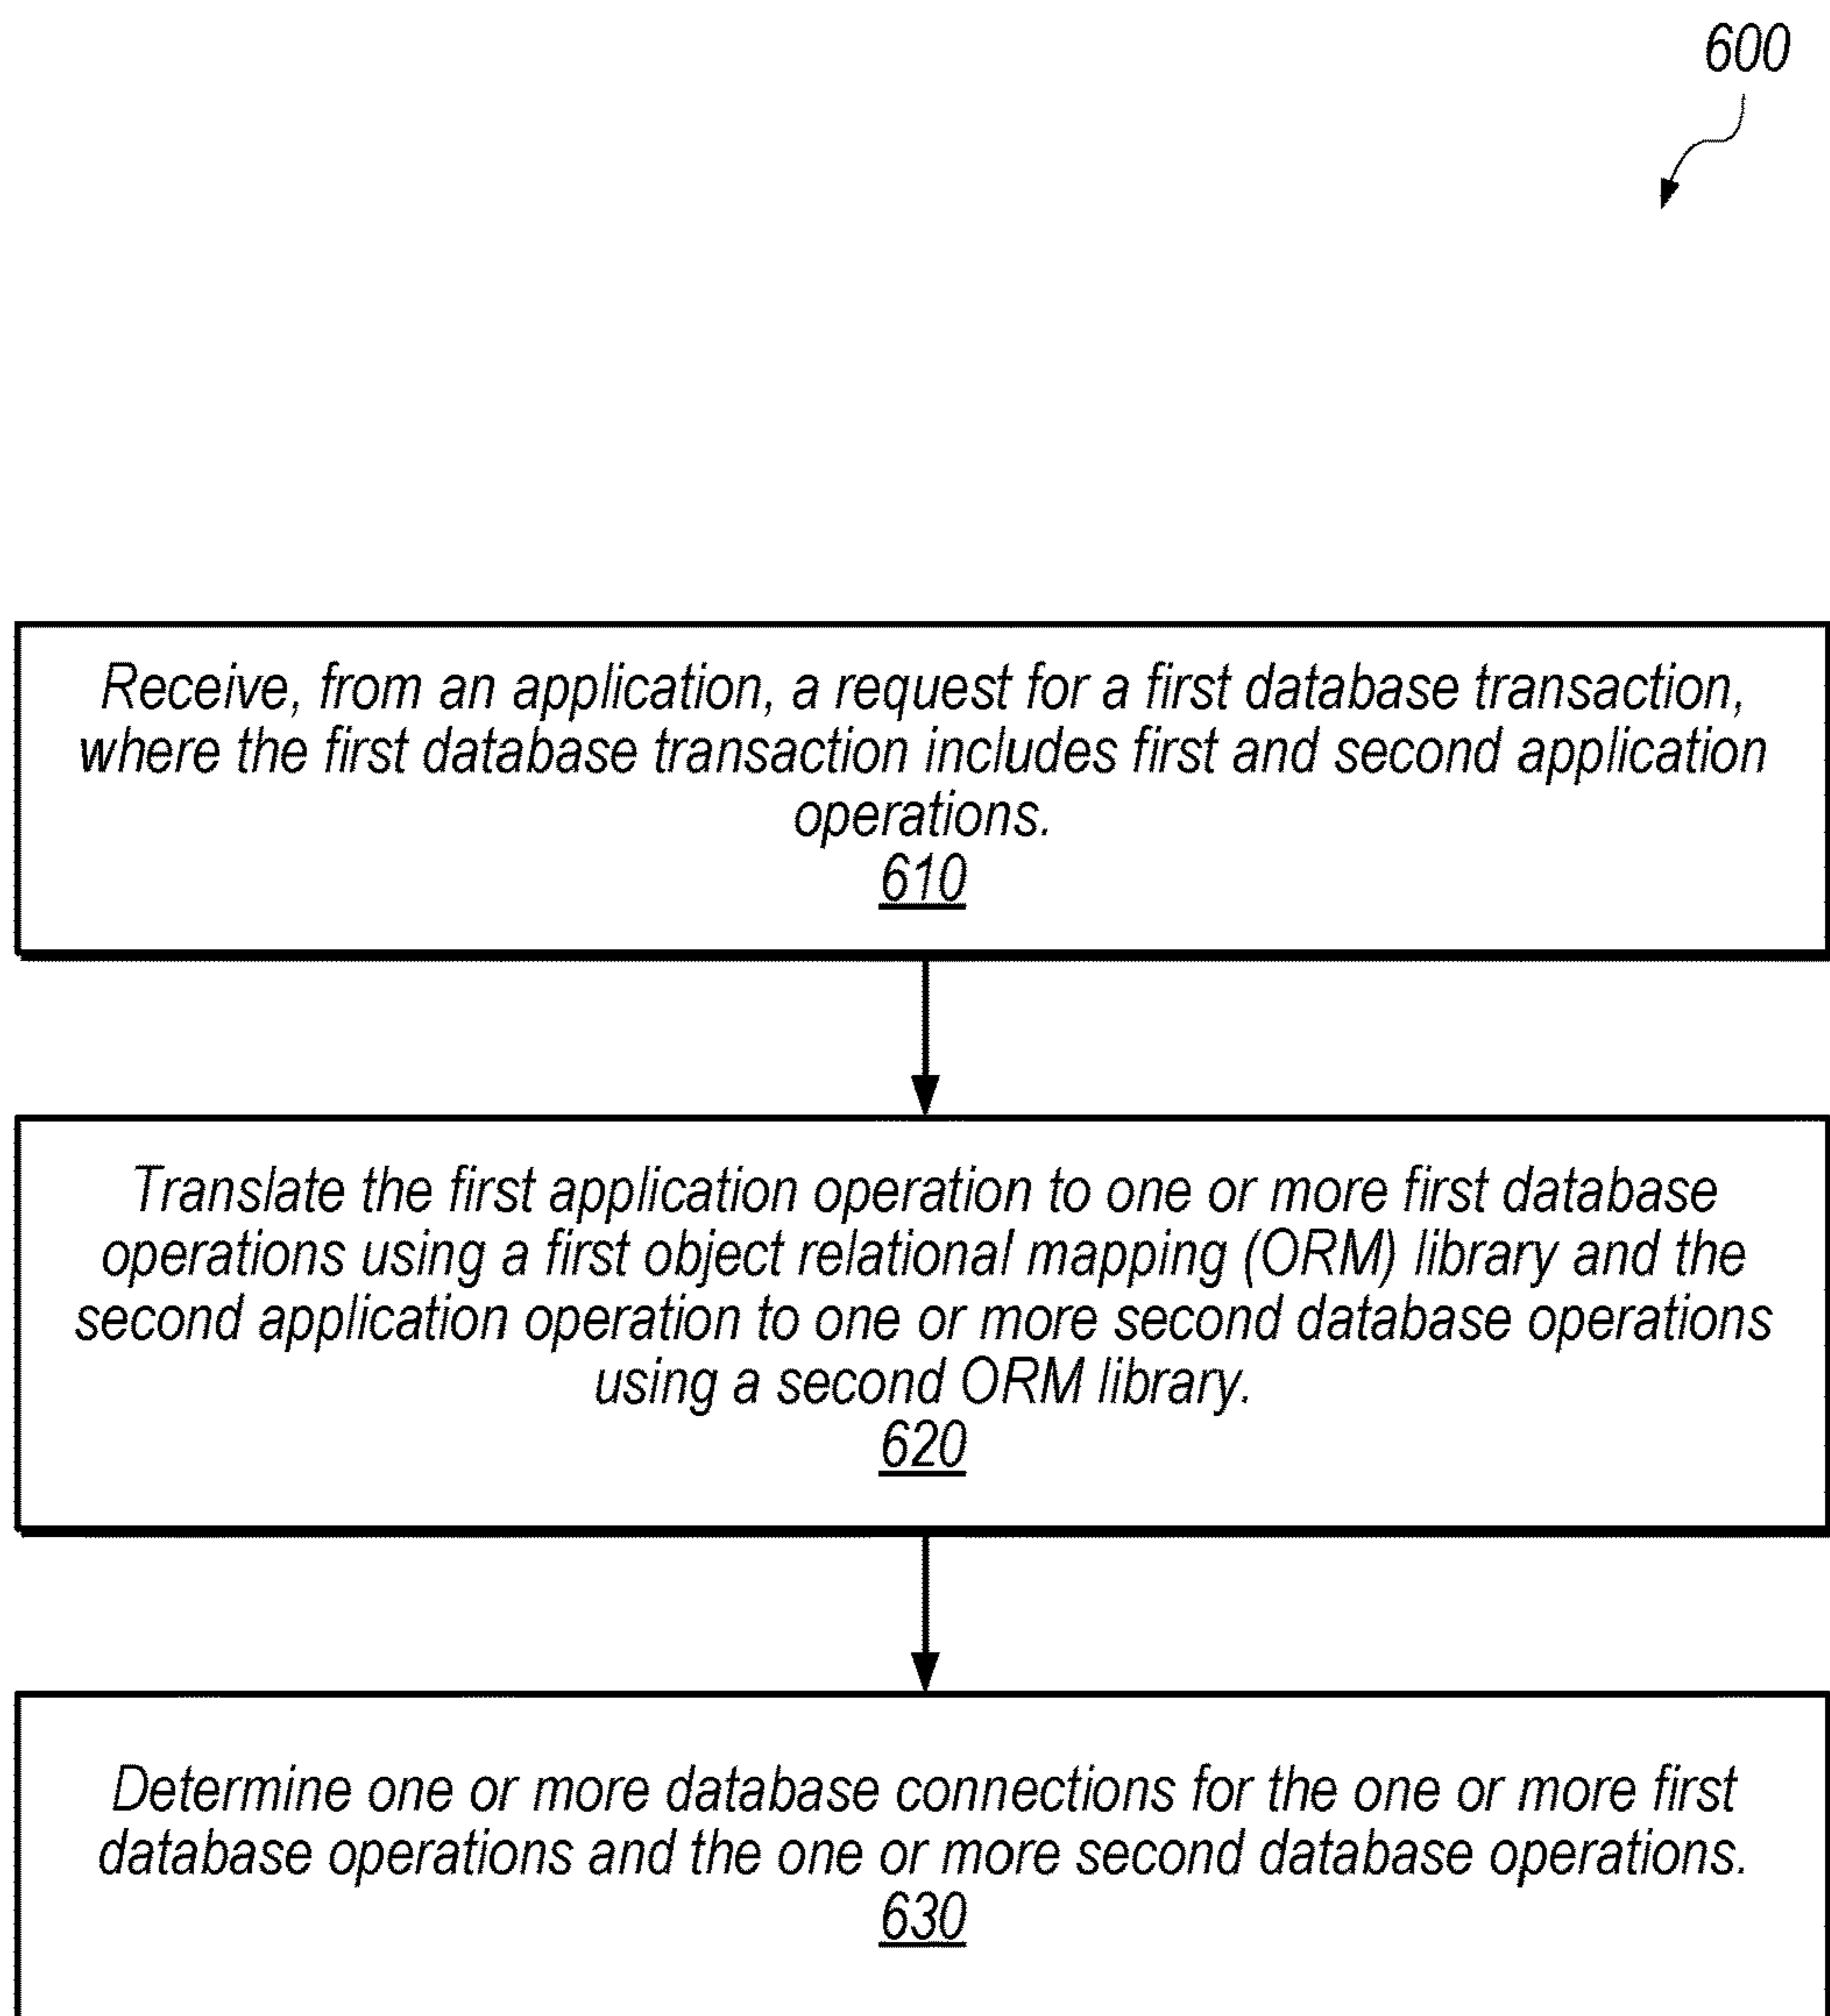 600
Receive, from an application, a request for a first database transaction,
where the first database transaction includes first and second application
operations.
610
Translate the first application operation to one or more first database
operations using a first object relational mapping (ORM) library and the
second application operation to one or more second database operations
using a second ORM library.
620
Determine one or more database connections for the one or more first
database operations and the one or more second database operations.
630